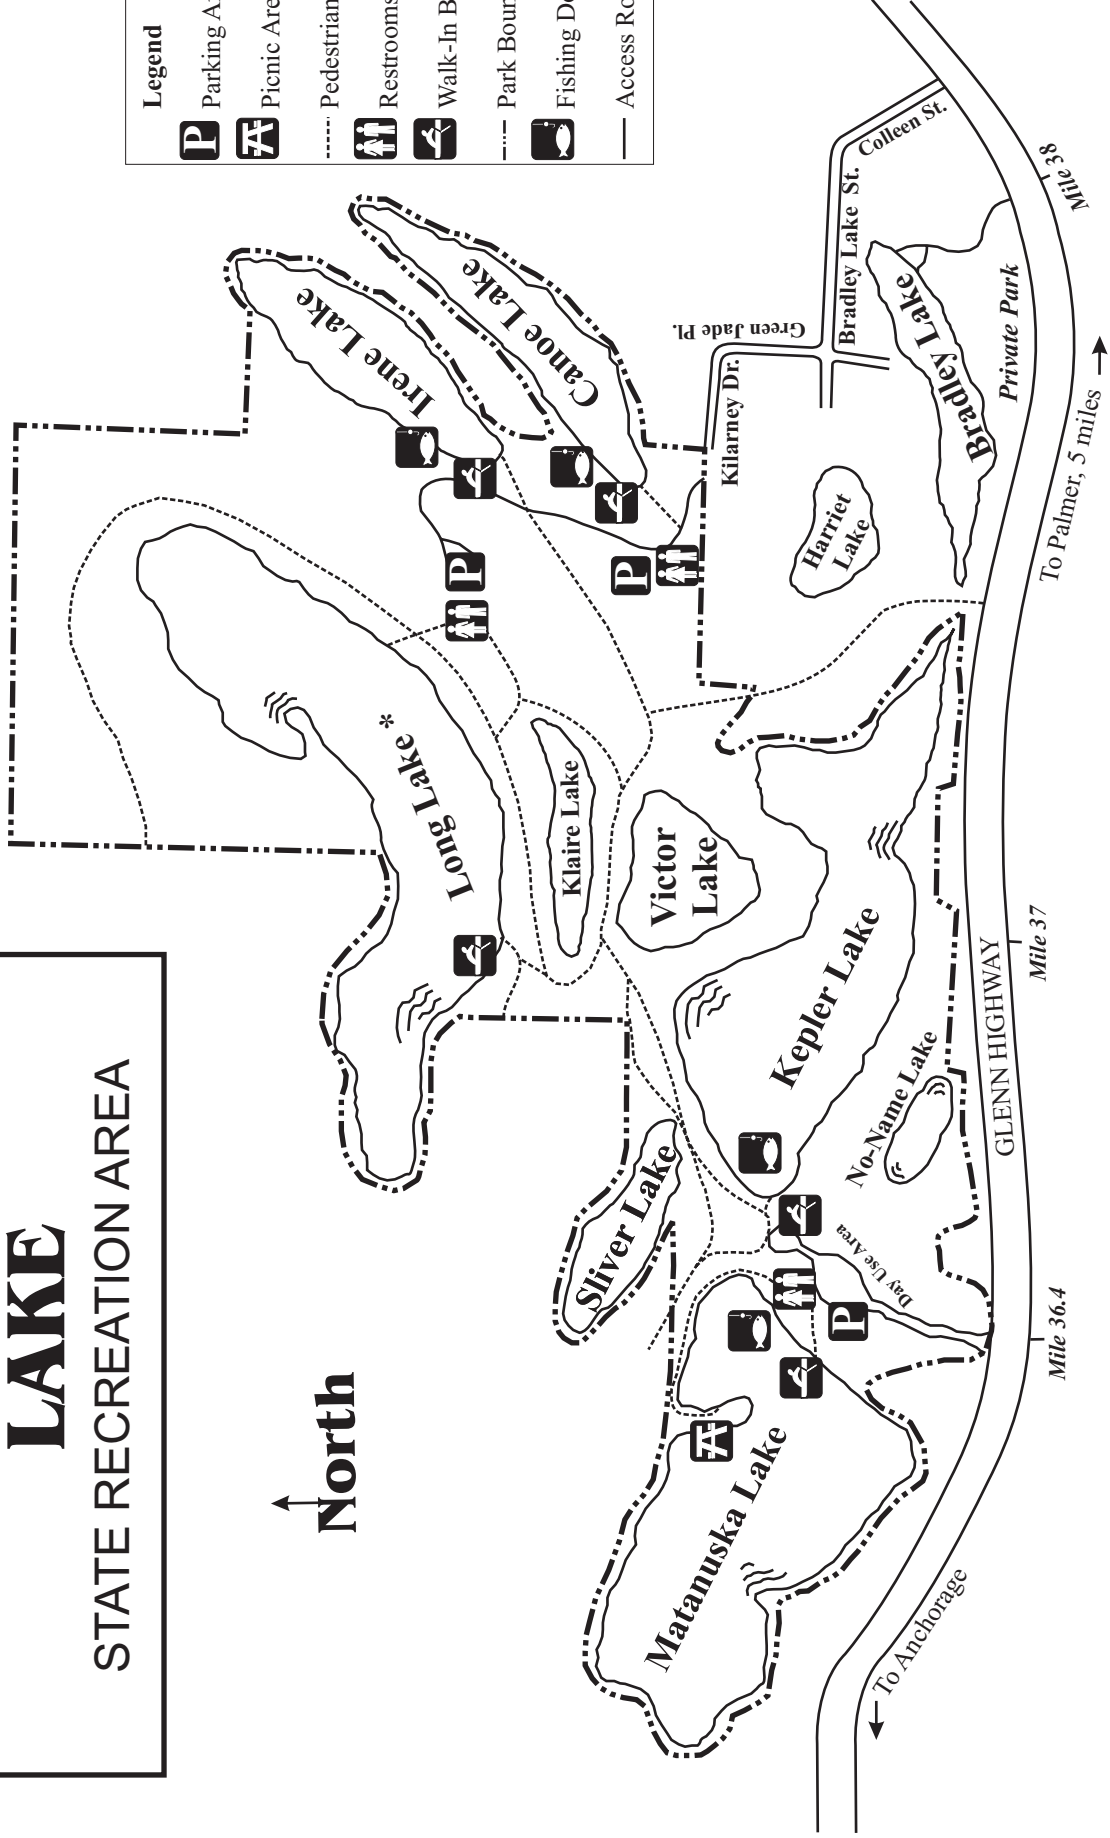 LAKE
STATE RECREATION AREA
North
Legend
P
Parking A
Picnic Are
Pedestrian
Restrooms
Walk-In B
Park Boun
Fishing Do
Access Ro
Irene Lake
Canoe Lake
Long Lake *
Klaire Lake
Victor
Lake
Kepler Lake
Sliver Lake
No-Name Lake
Matanuska Lake
Harriet
Lake
Bradley Lake
Private Park
P
P
P
Day Use Area
Kilarney Dr.
Green Jade Pl.
Bradley Lake St.
Colleen St.
GLENN HIGHWAY
Mile 36.4
Mile 37
Mile 38
To Anchorage
To Palmer, 5 miles